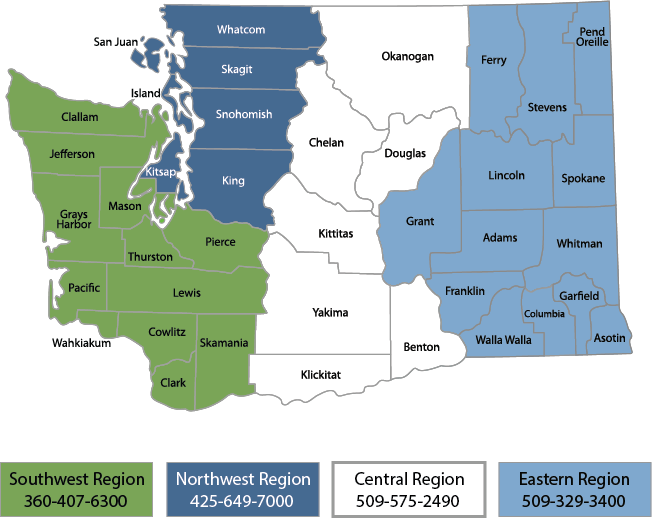 Whatcom
San Juan
Skagit
Island
Snohomish
Clallam
Jefferson
Kitsap
King
Grays
Harbor
Mason
Pierce
Thurston
Pacific
Lewis
Wahkiakum
Cowlitz
Skamania
Clark
Okanogan
Chelan
Douglas
Kittitas
Yakima
Benton
Klickitat
Ferry
Pend
Oreille
Stevens
Lincoln
Spokane
Grant
Adams
Whitman
Franklin
Garfield
Columbia
Walla Walla
Asotin
Southwest Region
360-407-6300
Northwest Region
425-649-7000
Central Region
509-575-2490
Eastern Region
509-329-3400